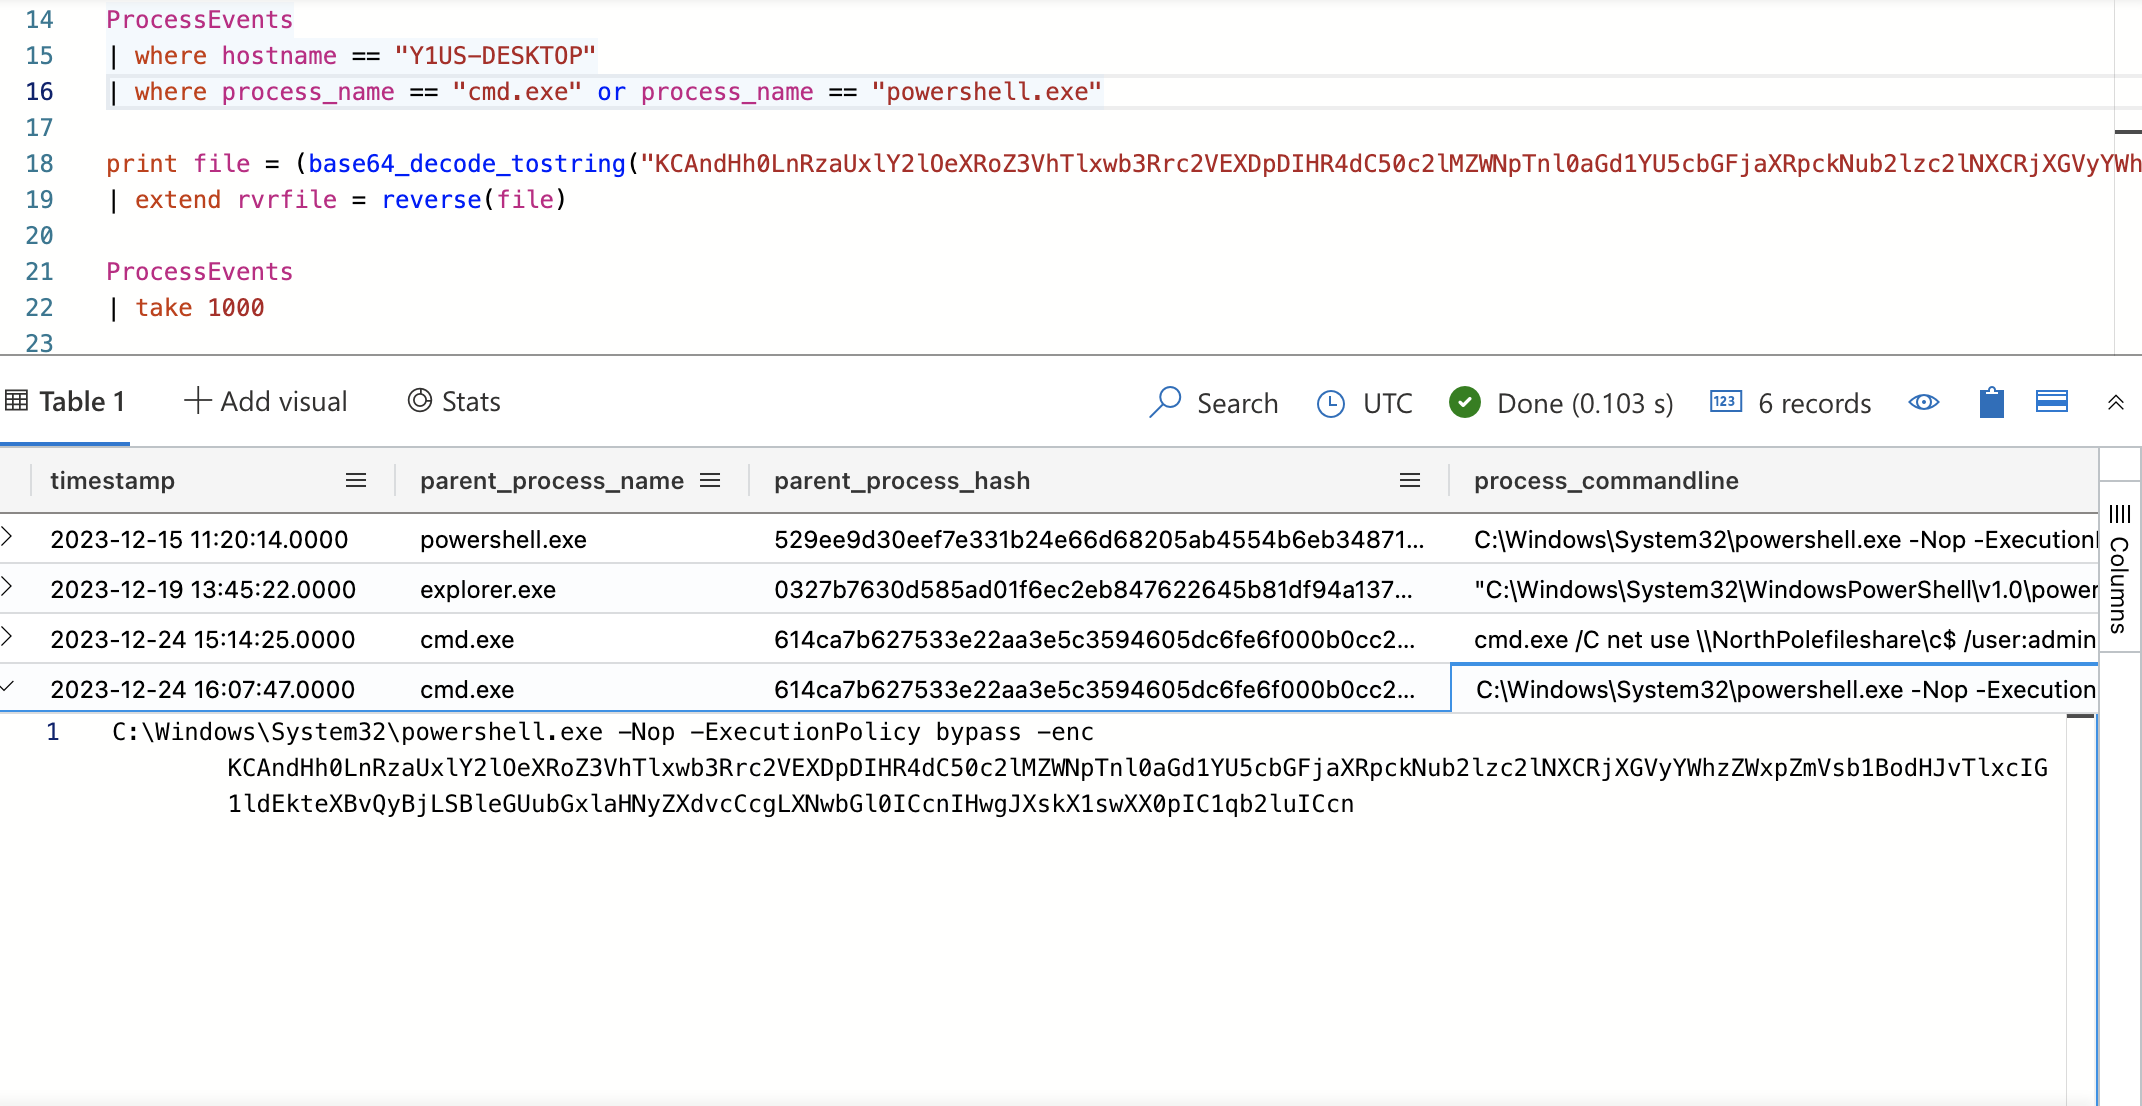 14 ProcessEvents
15 | where hostname == "Y1US-DESKTOP"
16 | where process_name == "cmd.exe" or process_name == "powershell.exe"
17
18 print file = (base64_decode_tostring("KCAndHh0LnRzaUxlY2lOeXRoZ3VhTlxwb3Rrc2VEXDpDIHR4dC50c2lMZWNpTnl0aGd1YU5cbGFjaXRpckNub2lzc2lNXCRjXGVyYWh
19 | extend rvrfile = reverse(file)
20
21 ProcessEvents
22 | take 1000
23
Table 1 Add visual Stats Search UTC Done (0.103 s) 123 6 records
timestamp parent_process_name parent_process_hash process_commandline
2023-12-15 11:20:14.0000 powershell.exe 529ee9d30eef7e331b24e66d68205ab4554b6eb34871... C:\Windows\System32\powershell.exe -Nop -Execution
2023-12-19 13:45:22.0000 explorer.exe 0327b7630d585ad01f6ec2eb847622645b81df94a137... "C:\Windows\System32\WindowsPowerShell\v1.0\power
2023-12-24 15:14:25.0000 cmd.exe 614ca7b627533e22aa3e5c3594605dc6fe6f000b0cc2... cmd.exe /C net use \\NorthPolefileshare\c$ /user:admin
2023-12-24 16:07:47.0000 cmd.exe 614ca7b627533e22aa3e5c3594605dc6fe6f000b0cc2... C:\Windows\System32\powershell.exe -Nop -Execution
Columns
1 C:\Windows\System32\powershell.exe -Nop -ExecutionPolicy bypass -enc
KCAndHh0LnRzaUxlY2lOeXRoZ3VhTlxwb3Rrc2VEXDpDIHR4dC50c2lMZWNpTnl0aGd1YU5cbGFjaXRpckNub2lzc2lNXCRjXGVyYWhzZWxpZmVsb1BodHJvTlxcIG
1ldEkteXBvQyBjLSBleGUubGxlaHNyZXdvcCcgLXNwbGl0ICcnIHwgJXskX1swXX0pIC1qb2luICcn